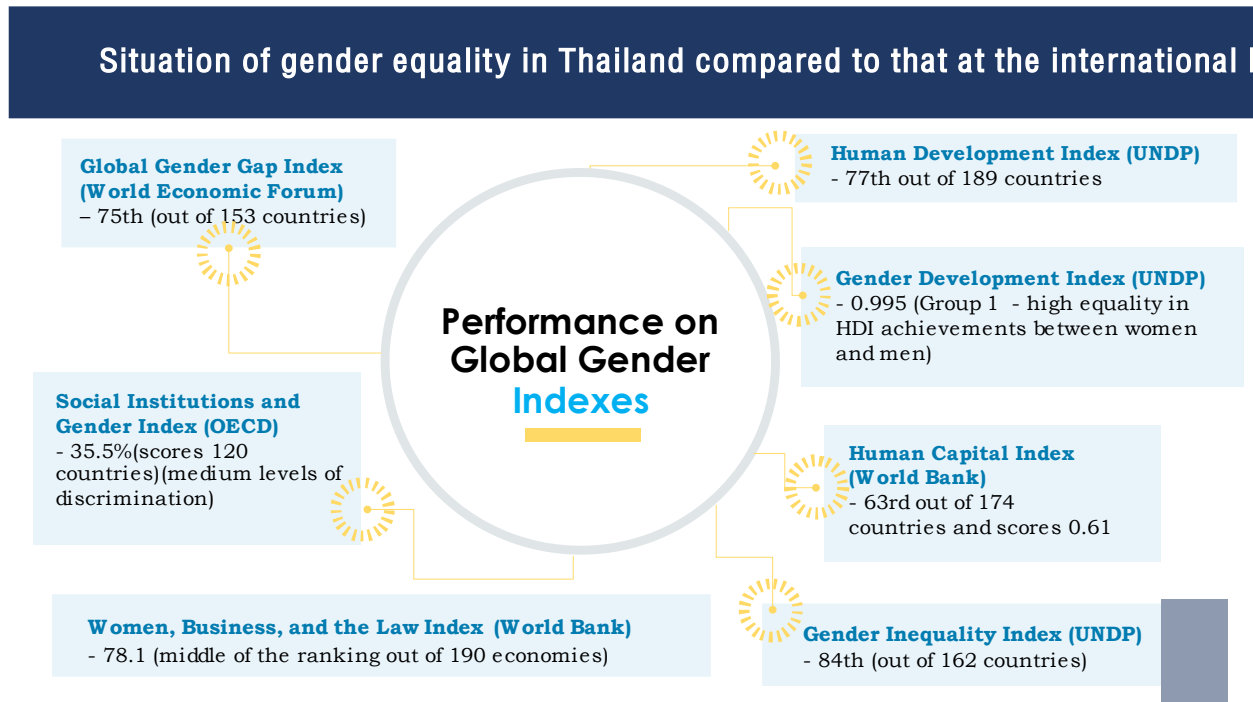 Situation of gender equality in Thailand compared to that at the international
Global Gender Gap Index
(World Economic Forum)
– 75th (out of 153 countries)
Social Institutions and
Gender Index (OECD)
- 35.5%(scores 120
countries)(medium levels of
discrimination)
Women, Business, and the Law Index (World Bank)
- 78.1 (middle of the ranking out of 190 economies)
Performance on
Global Gender
Indexes
Human Development Index (UNDP)
- 77th out of 189 countries
Gender Development Index (UNDP)
- 0.995 (Group 1 - high equality in
HDI achievements between women
and men)
Human Capital Index
(World Bank)
- 63rd out of 174
countries and scores 0.61
Gender Inequality Index (UNDP)
- 84th (out of 162 countries)